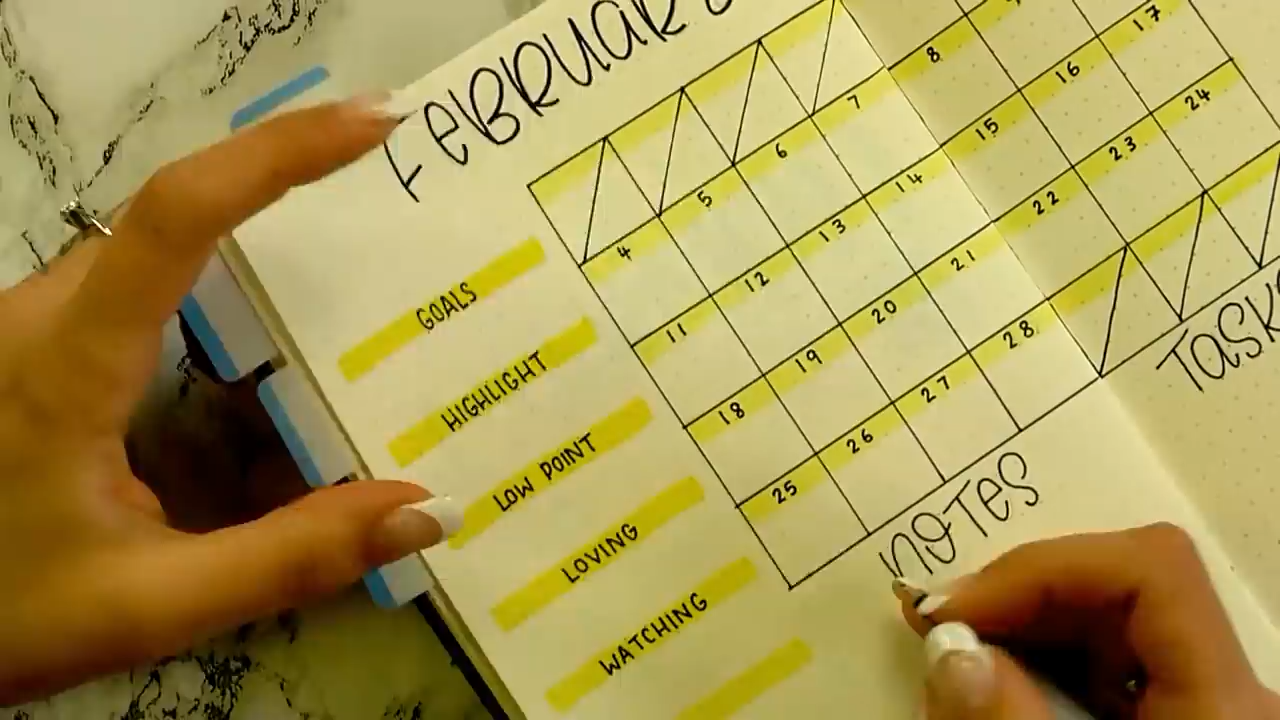 FEBRUAR
GOALS
HIGHLIGHT
LOW POINT
LOVING
WATCHING
4 5 6 7 8
11 12 13 14 15 16 17
18 19 20 21 22 23 24
25 26 27 28
NOTES
TASK